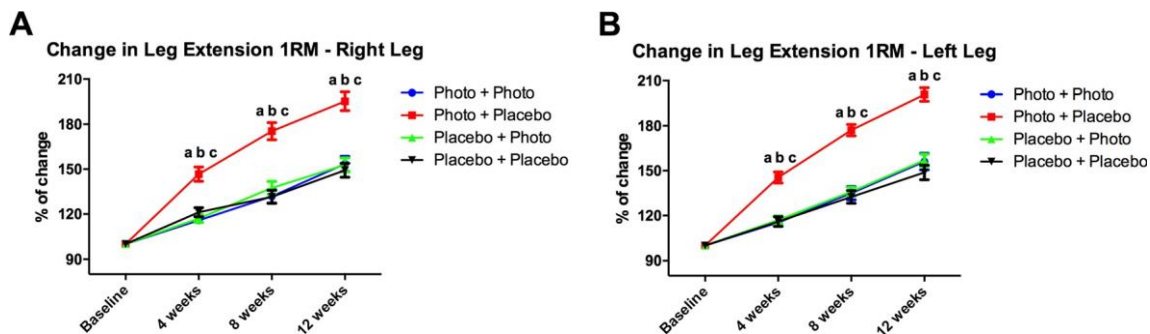 A
Change in Leg Extension 1RM - Right Leg
% of change
210
180
150
120
90
a b c
a b c
a b c
Baseline
4 weeks
8 weeks
12 weeks
Photo + Photo
Photo + Placebo
Placebo + Photo
Placebo + Placebo
B
Change in Leg Extension 1RM - Left Leg
% of change
210
180
150
120
90
a b c
a b c
a b c
Baseline
4 weeks
8 weeks
12 weeks
Photo + Photo
Photo + Placebo
Placebo + Photo
Placebo + Placebo